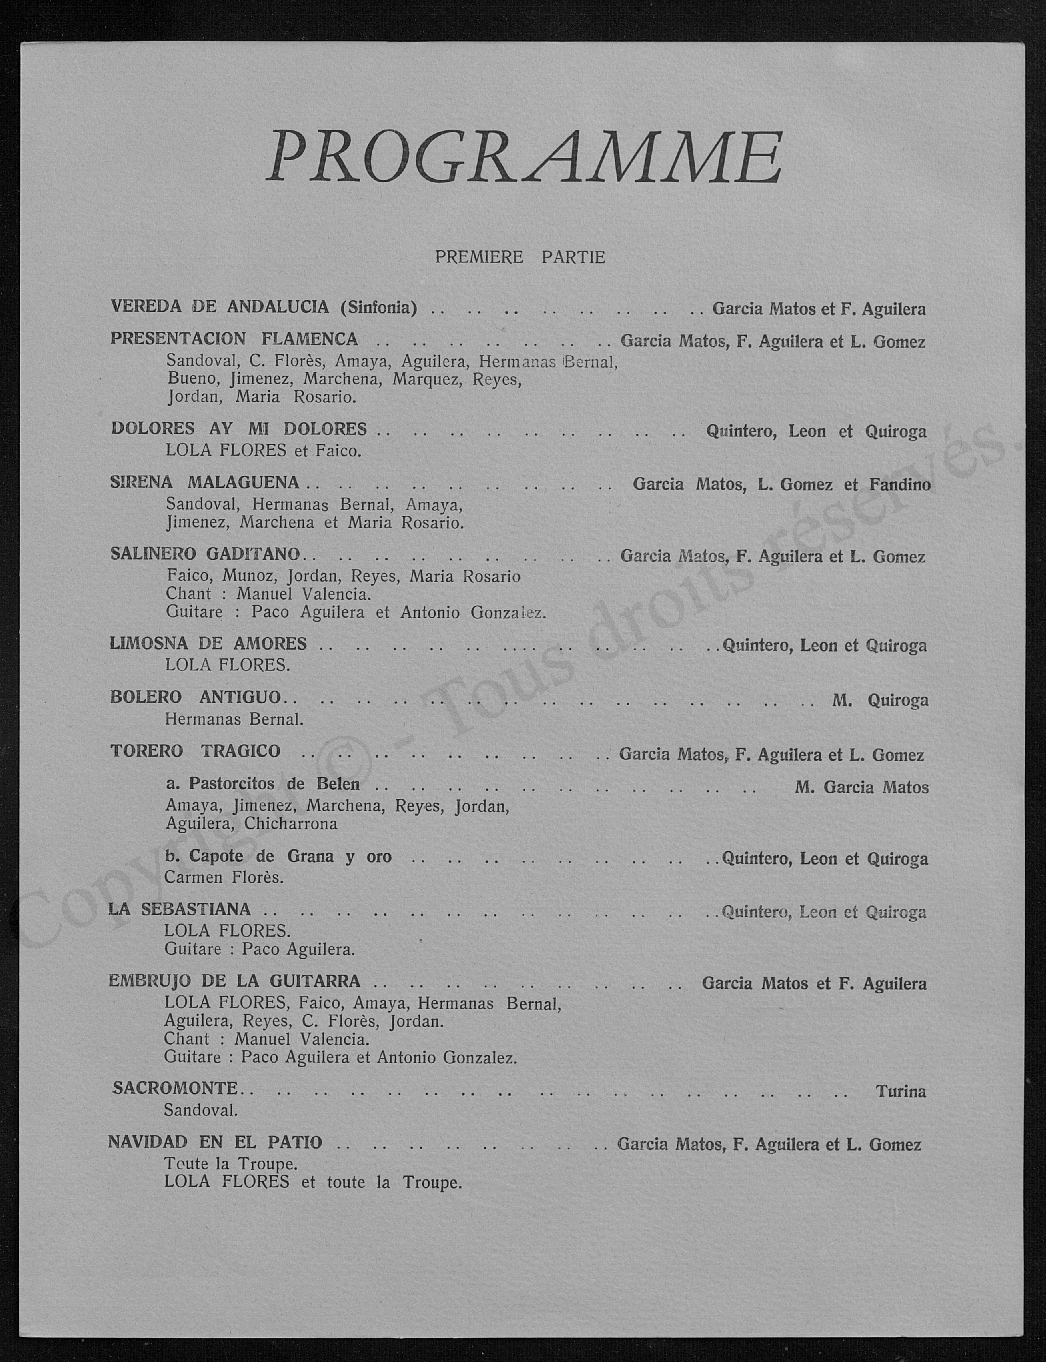 PROGRAMME
PREMIERE PARTIE
VEREDA DE ANDALUCIA (Sinfonia) .. .. .. .. .. .. .. .. Garcia Matos et F. Aguilera
PRESENTACION FLAMENCA .. .. .. .. .. .. .. Garcia Matos, F. Aguilera et L. Gomez
Sandoval, C. Florès, Amaya, Aguilera, Hermanas Bernal,
Bueno, Jimenez, Marchena, Marquez, Reyes,
Jordan, Maria Rosario.
DOLORES AY MI DOLORES .. .. .. .. .. .. .. .. .. Quintero, Leon et Quiroga
LOLA FLORES et Faico.
SIRENA MALAGUENA .. .. .. .. .. .. .. .. .. Garcia Matos, L. Gomez et Fandino
Sandoval, Hermanas Bernal, Amaya,
Jimenez, Marchena et Maria Rosario.
SALINERO GADITANO.. .. .. .. .. .. .. .. .. Garcia Matos, F. Aguilera et L. Gomez
Faico, Munoz, Jordan, Reyes, Maria Rosario
Chant : Manuel Valencia.
Guitare : Paco Aguilera et Antonio Gonzalez.
LIMOSNA DE AMORES .. .. .. .. .. .. .. .. .. .. .. ..Quintero, Leon et Quiroga
LOLA FLORES.
BOLERO ANTIGUO.. .. .. .. .. .. .. .. .. .. .. .. .. .. .. M. Quiroga
Hermanas Bernal.
TORERO TRAGICO .. .. .. .. .. .. .. .. .. Garcia Matos, F. Aguilera et L. Gomez
a. Pastorcitos de Belen .. .. .. .. .. .. .. .. .. .. .. M. Garcia Matos
Amaya, Jimenez, Marchena, Reyes, Jordan,
Aguilera, Chicharrona
b. Capote de Grana y oro .. .. .. .. .. .. .. .. ..Quintero, Leon et Quiroga
Carmen Florès.
LA SEBASTIANA .. .. .. .. .. .. .. .. .. .. .. .. ..Quintero, Leon et Quiroga
LOLA FLORES.
Guitare : Paco Aguilera.
EMBRUJO DE LA GUITARRA .. .. .. .. .. .. .. .. .. Garcia Matos et F. Aguilera
LOLA FLORES, Faico, Amaya, Hermanas Bernal,
Aguilera, Reyes, C. Florès, Jordan.
Chant : Manuel Valencia.
Guitare : Paco Aguilera et Antonio Gonzalez.
SACROMONTE.. .. .. .. .. .. .. .. .. .. .. .. .. .. .. .. .. Turina
Sandoval.
NAVIDAD EN EL PATIO .. .. .. .. .. .. .. .. Garcia Matos, F. Aguilera et L. Gomez
Toute la Troupe.
LOLA FLORES et toute la Troupe.
Copyright © - Tous droits réservés.